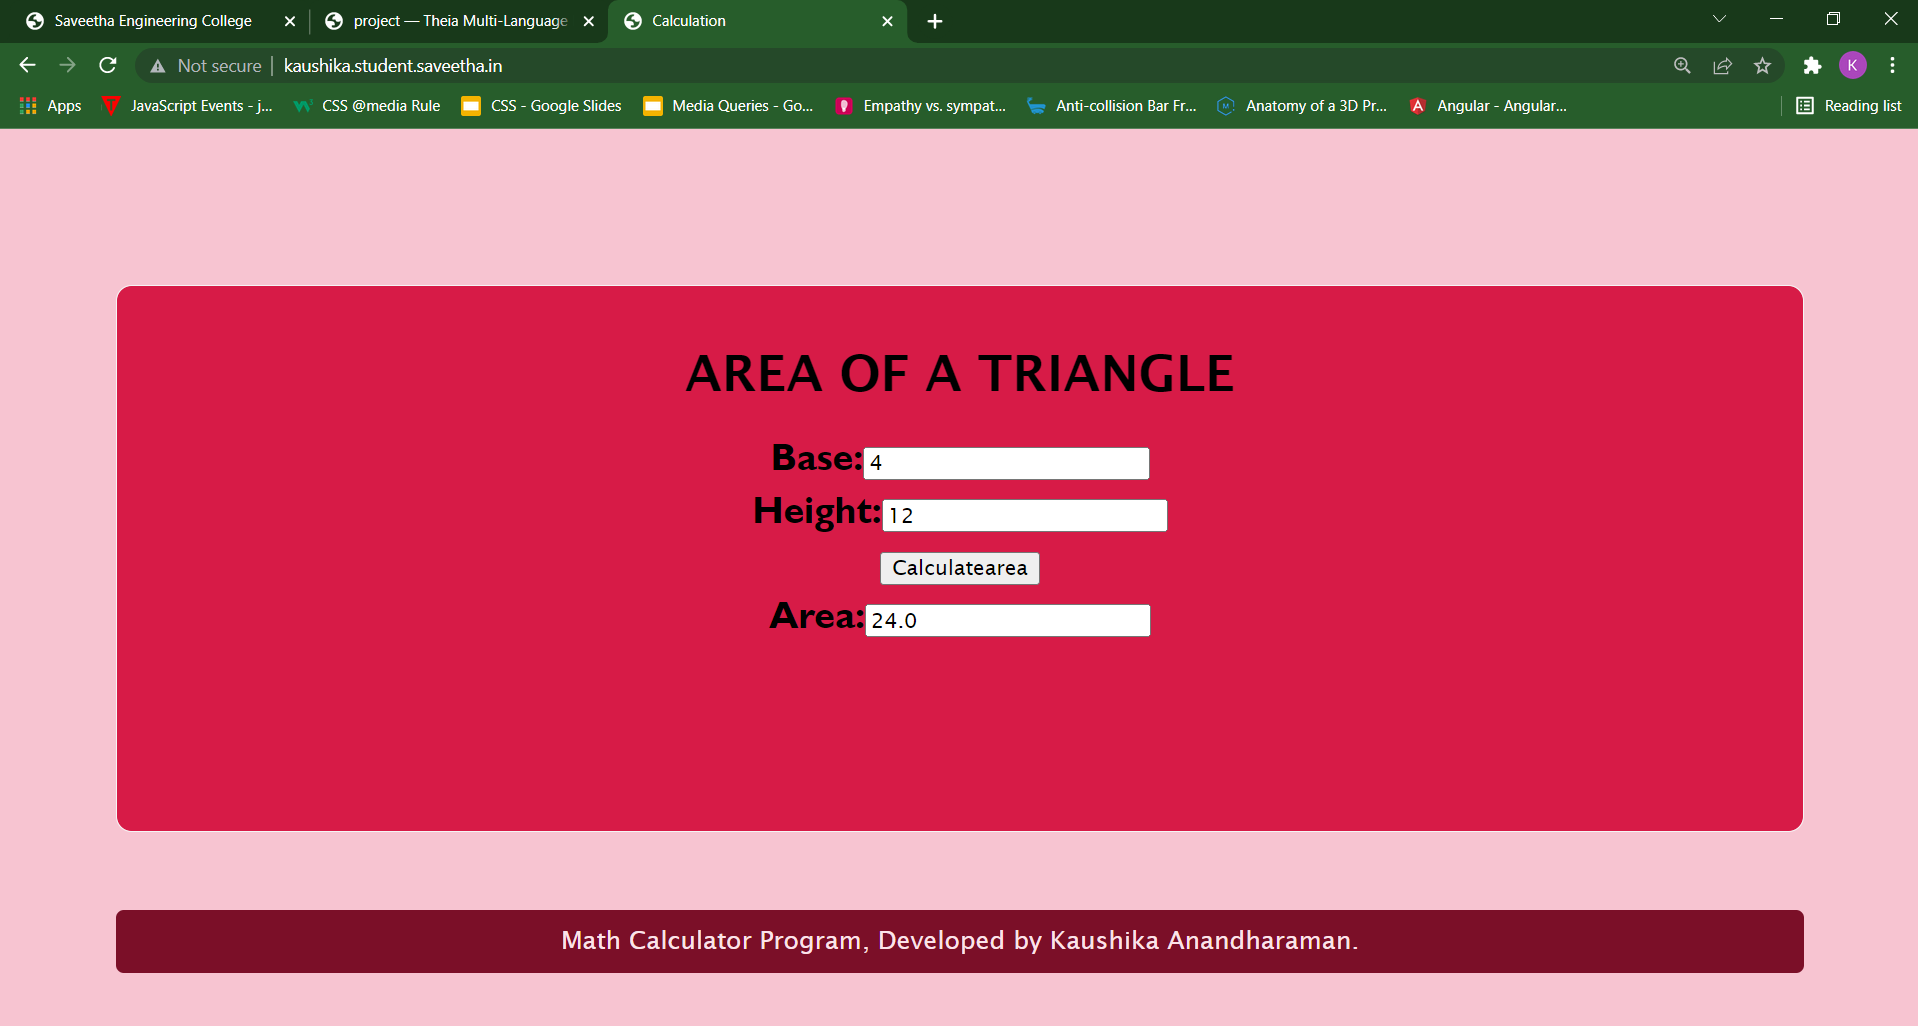 Saveetha Engineering College
project — Theia Multi-Language
Calculation
Not secure
kaushika.student.saveetha.in
K
Apps
JavaScript Events - j...
CSS @media Rule
CSS - Google Slides
Media Queries - Go...
Empathy vs. sympat...
Anti-collision Bar Fr...
Anatomy of a 3D Pr...
Angular - Angular...
Reading list
AREA OF A TRIANGLE
Base: 4
Height: 12
Calculatearea
Area: 24.0
Math Calculator Program, Developed by Kaushika Anandharaman.